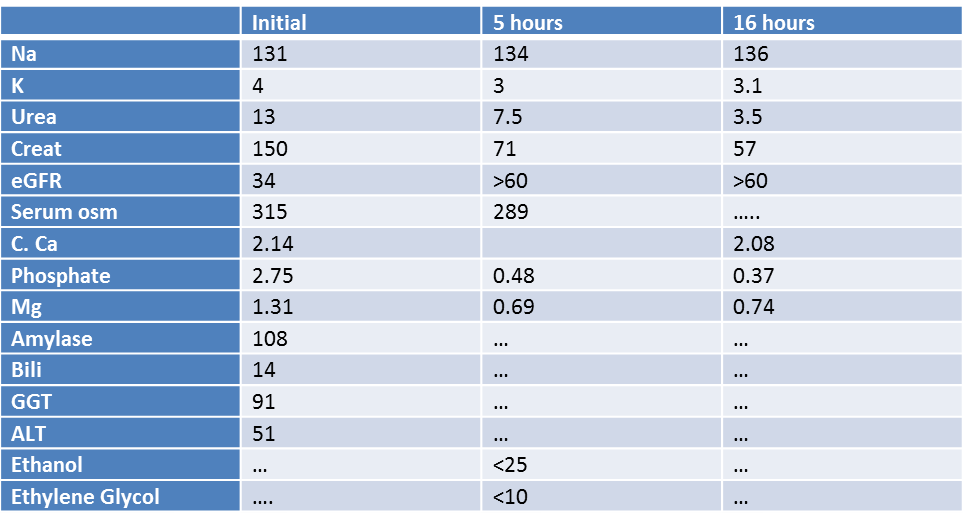 Initial 5 hours 16 hours
Na 131 134 136
K 4 3 3.1
Urea 13 7.5 3.5
Creat 150 71 57
eGFR 34 >60 >60
Serum osm 315 289 .....
C. Ca 2.14 2.08
Phosphate 2.75 0.48 0.37
Mg 1.31 0.69 0.74
Amylase 108 ... ...
Bili 14 ... ...
GGT 91 ... ...
ALT 51 ... ...
Ethanol ... <25 ...
Ethylene Glycol .... <10 ...